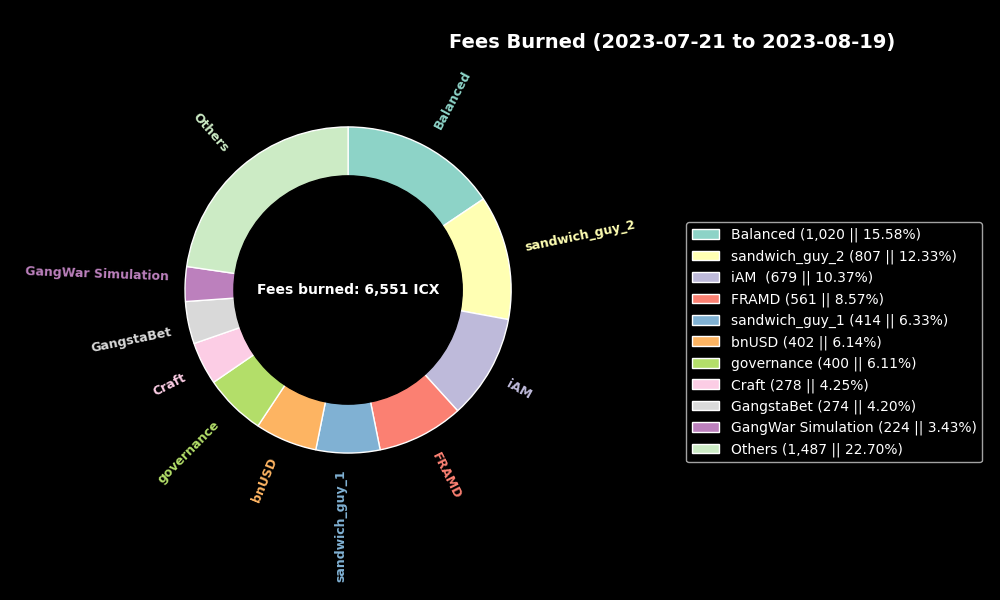 Fees Burned (2023-07-21 to 2023-08-19)
Balanced
Others
sandwich_guy_2
GangWar Simulation
Fees burned: 6,551 ICX
GangstaBet
Craft
iAM
governance
bnUSD
FRAMD
sandwich_guy_1
Balanced (1,020 || 15.58%)
sandwich_guy_2 (807 || 12.33%)
iAM  (679 || 10.37%)
FRAMD (561 || 8.57%)
sandwich_guy_1 (414 || 6.33%)
bnUSD (402 || 6.14%)
governance (400 || 6.11%)
Craft (278 || 4.25%)
GangstaBet (274 || 4.20%)
GangWar Simulation (224 || 3.43%)
Others (1,487 || 22.70%)